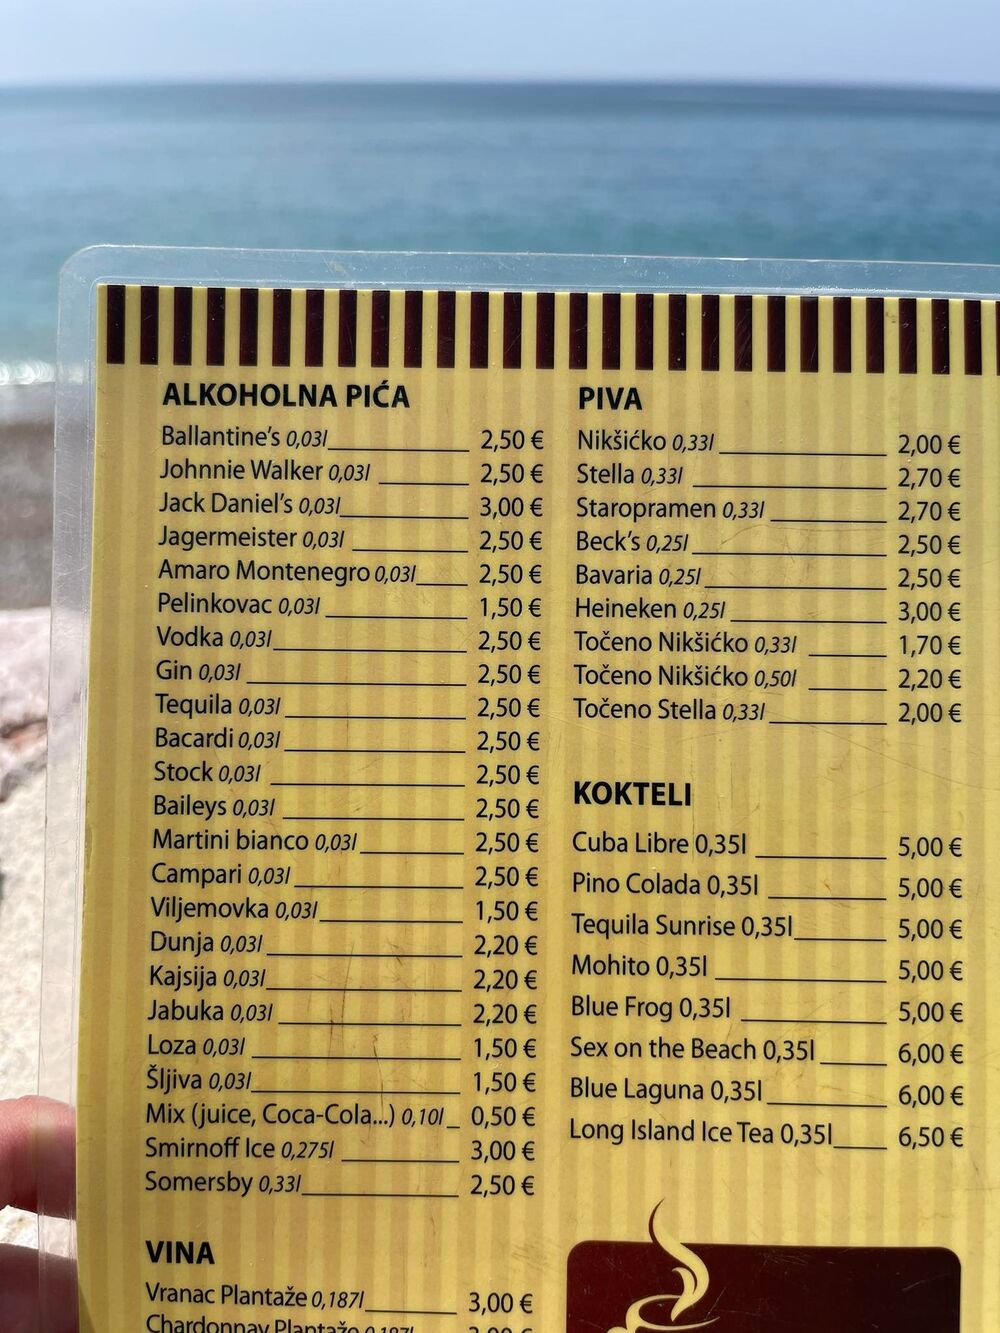 ALKOHOLNA PIĆA
Ballantine's 0,03l 2,50 €
Johnnie Walker 0,03l 2,50 €
Jack Daniel's 0,03l 3,00 €
Jagermeister 0,03l 2,50 €
Amaro Montenegro 0,03l 2,50 €
Pelinkovac 0,03l 1,50 €
Vodka 0,03l 2,50 €
Gin 0,03l 2,50 €
Tequila 0,03l 2,50 €
Bacardi 0,03l 2,50 €
Stock 0,03l 2,50 €
Baileys 0,03l 2,50 €
Martini bianco 0,03l 2,50 €
Campari 0,03l 2,50 €
Viljemovka 0,03l 1,50 €
Dunja 0,03l 2,20 €
Kajsija 0,03l 2,20 €
Jabuka 0,03l 2,20 €
Loza 0,03l 1,50 €
Šljiva 0,03l 1,50 €
Mix (juice, Coca-Cola...) 0,10l 0,50 €
Smirnoff Ice 0,275l 3,00 €
Somersby 0,33l 2,50 €
VINA
Vranac Plantaže 0,187l 3,00 €
Chardonnay Plantaže 0,187l
PIVA
Nikšićko 0,33l 2,00 €
Stella 0,33l 2,70 €
Staropramen 0,33l 2,70 €
Beck's 0,25l 2,50 €
Bavaria 0,25l 2,50 €
Heineken 0,25l 3,00 €
Točeno Nikšićko 0,33l 1,70 €
Točeno Nikšićko 0,50l 2,20 €
Točeno Stella 0,33l 2,00 €
KOKTELI
Cuba Libre 0,35l 5,00 €
Pino Colada 0,35l 5,00 €
Tequila Sunrise 0,35l 5,00 €
Mohito 0,35l 5,00 €
Blue Frog 0,35l 5,00 €
Sex on the Beach 0,35l 6,00 €
Blue Laguna 0,35l 6,00 €
Long Island Ice Tea 0,35l 6,50 €